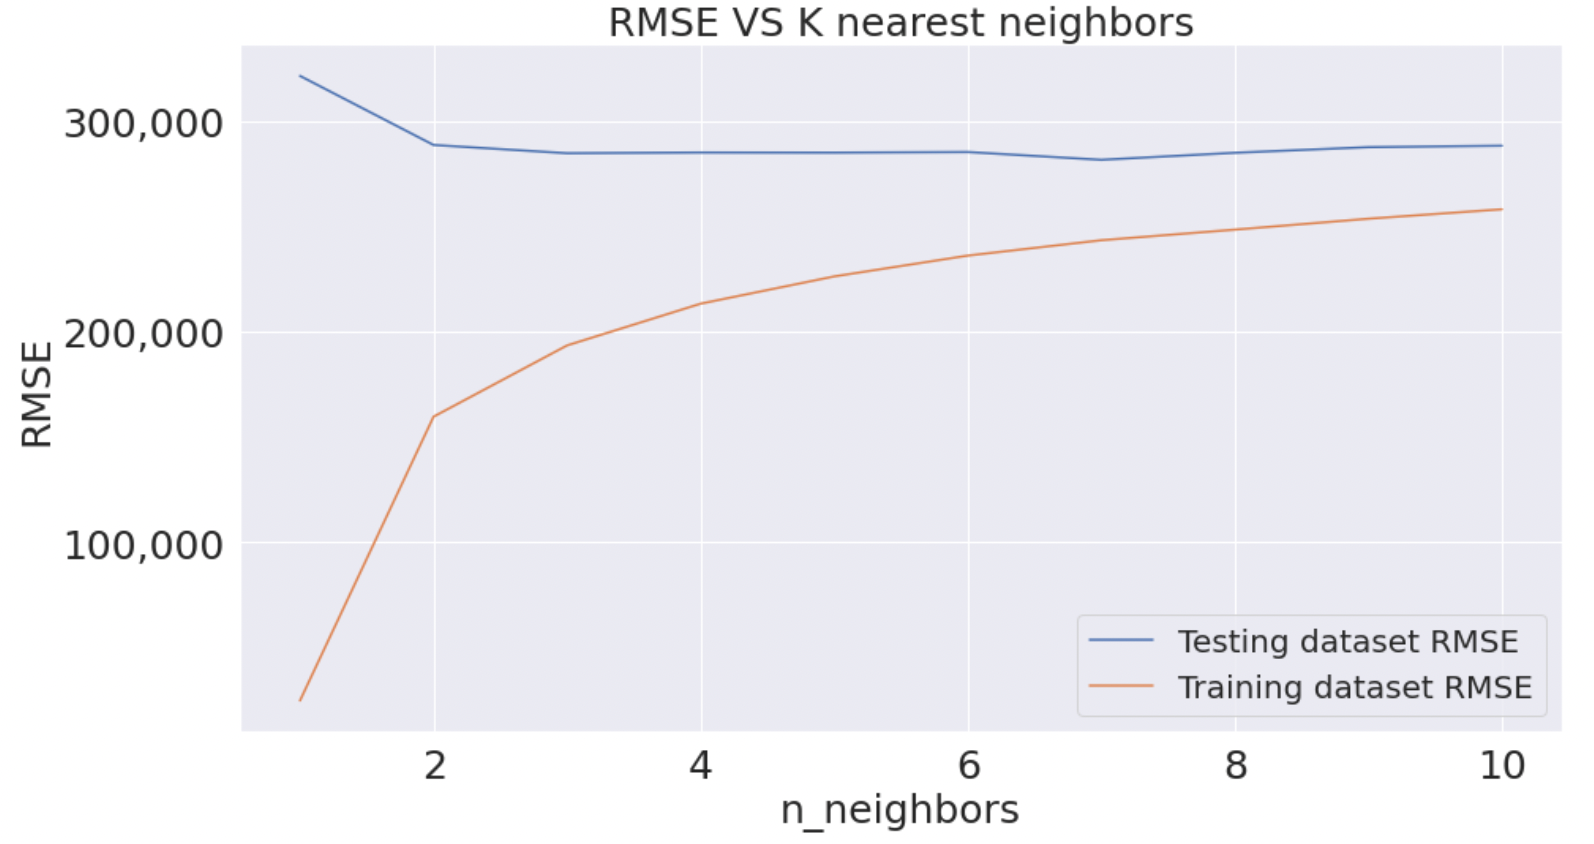 RMSE VS K nearest neighbors
RMSE
300,000
200,000
100,000
2 4 6 8 10
n_neighbors
Testing dataset RMSE
Training dataset RMSE